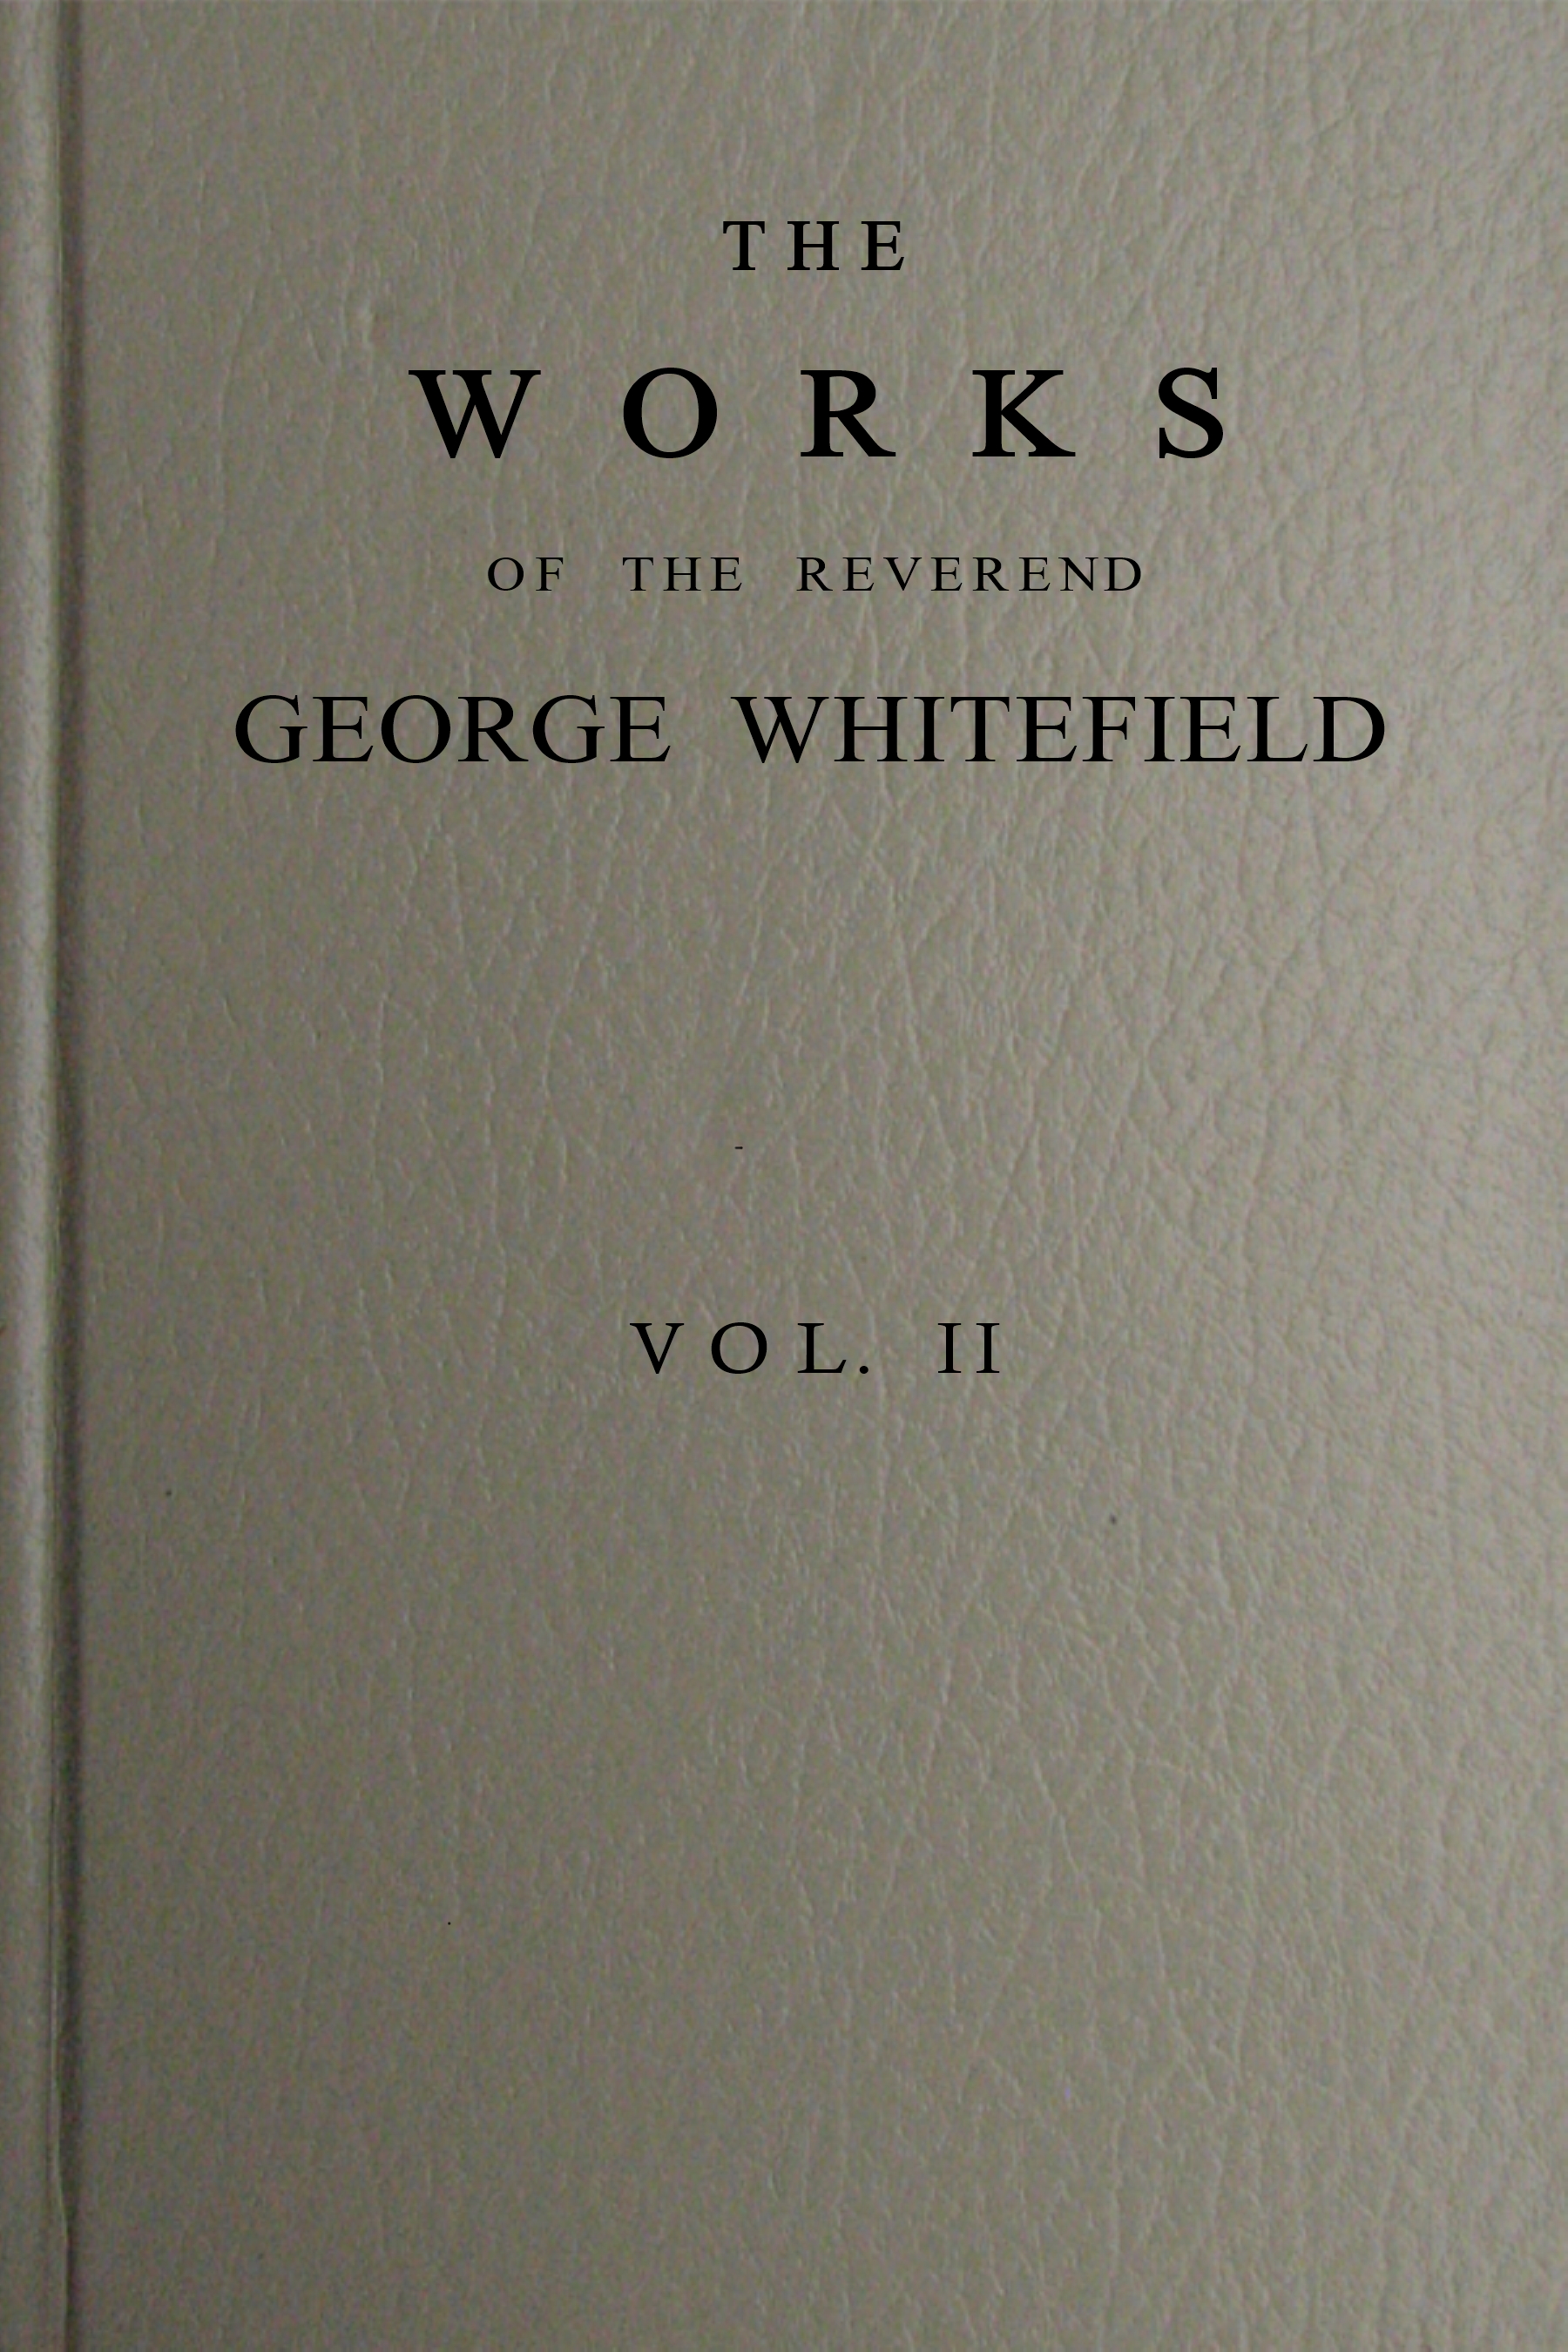 THE
WORKS
OF THE REVEREND
GEORGE WHITEFIELD
VOL. II